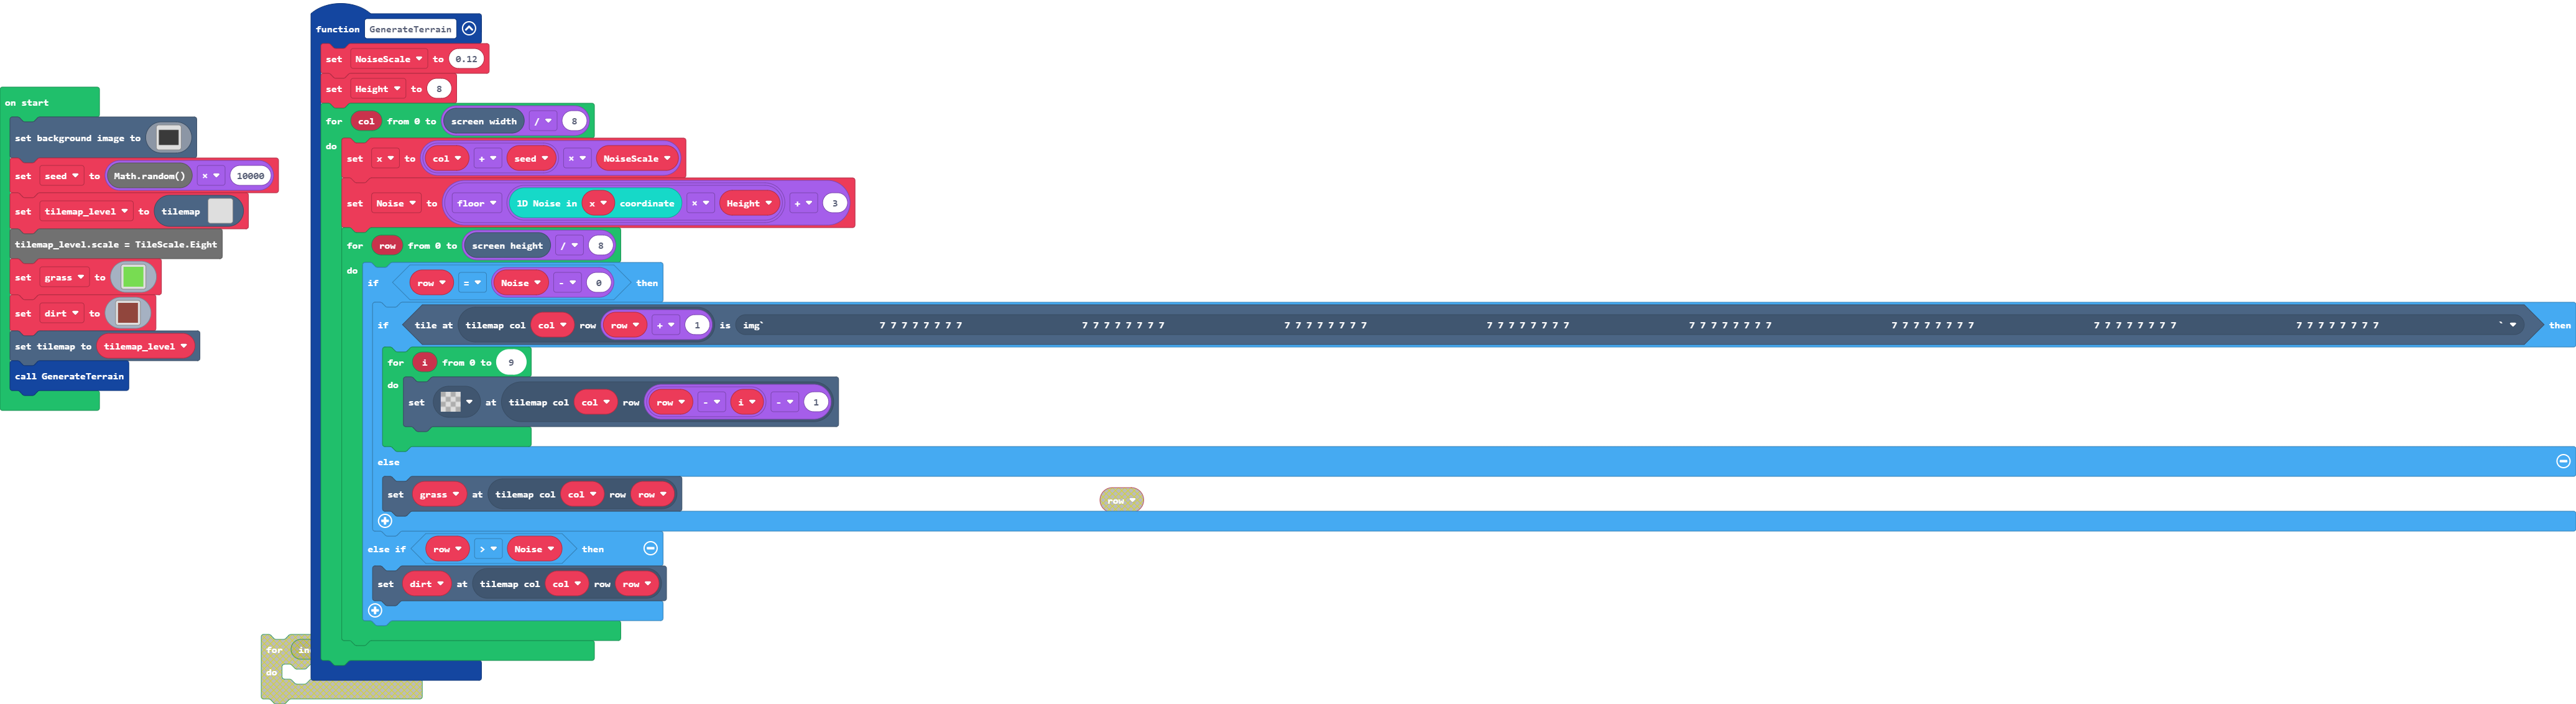 on start
set background image to
set seed to Math.random() × 10000
set tilemap_level to tilemap
tilemap_level.scale = TileScale.Eight
set grass to
set dirt to
set tilemap to tilemap_level
call GenerateTerrain
function GenerateTerrain
set NoiseScale to 0.12
set Height to 8
for col from 0 to screen width / 8
do
set x to col + seed × NoiseScale
set Noise to floor 1D Noise in x coordinate × Height + 3
for row from 0 to screen height / 8
do
if row = Noise - 0 then
if tile at tilemap col col row row + 1 is img` 7 7 7 7 7 7 7 7 7 7 7 7 7 7 7 7 7 7 7 7 7 7 7 7 7 7 7 7 7 7 7 7 7 7 7 7 7 7 7 7 7 7 7 7 7 7 7 7 7 7 7 7 7 7 7 7 7 7 7 7 7 7 7 7 ` then
for i from 0 to 9
do
set at tilemap col col row row - i - 1
else
set grass at tilemap col col row row
row
else if row > Noise then
set dirt at tilemap col col row row
for
do